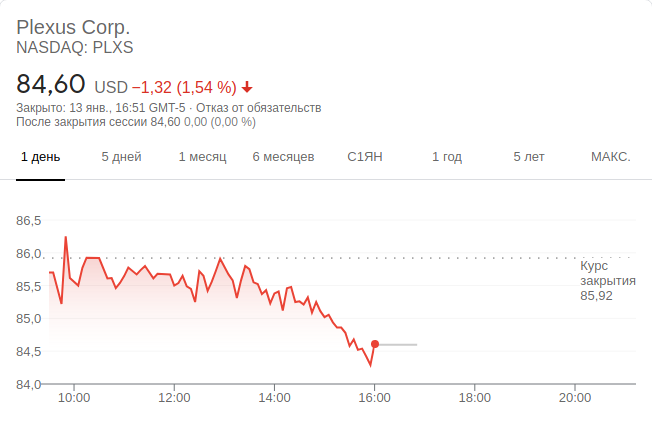 Plexus Corp.
NASDAQ: PLXS
84,60 USD −1,32 (1,54 %)
Закрыто: 13 янв., 16:51 GMT-5 · Отказ от обязательств
После закрытия сессии 84,60 0,00 (0,00 %)
1 день 5 дней 1 месяц 6 месяцев С1ЯН 1 год 5 лет МАКС.
86,5
86,0
Курс
закрытия
85,92
85,5
85,0
84,5
84,0
10:00 12:00 14:00 16:00 18:00 20:00